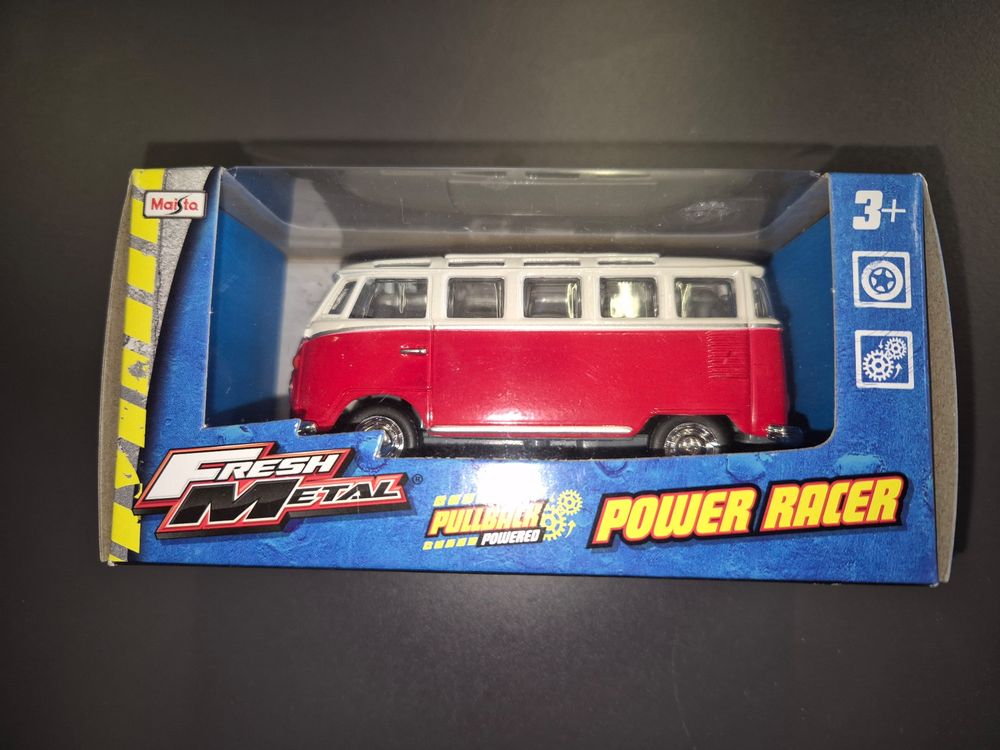 Maisto
3+
FRESH
METAL®
PULLBACK
POWERED
POWER RACER